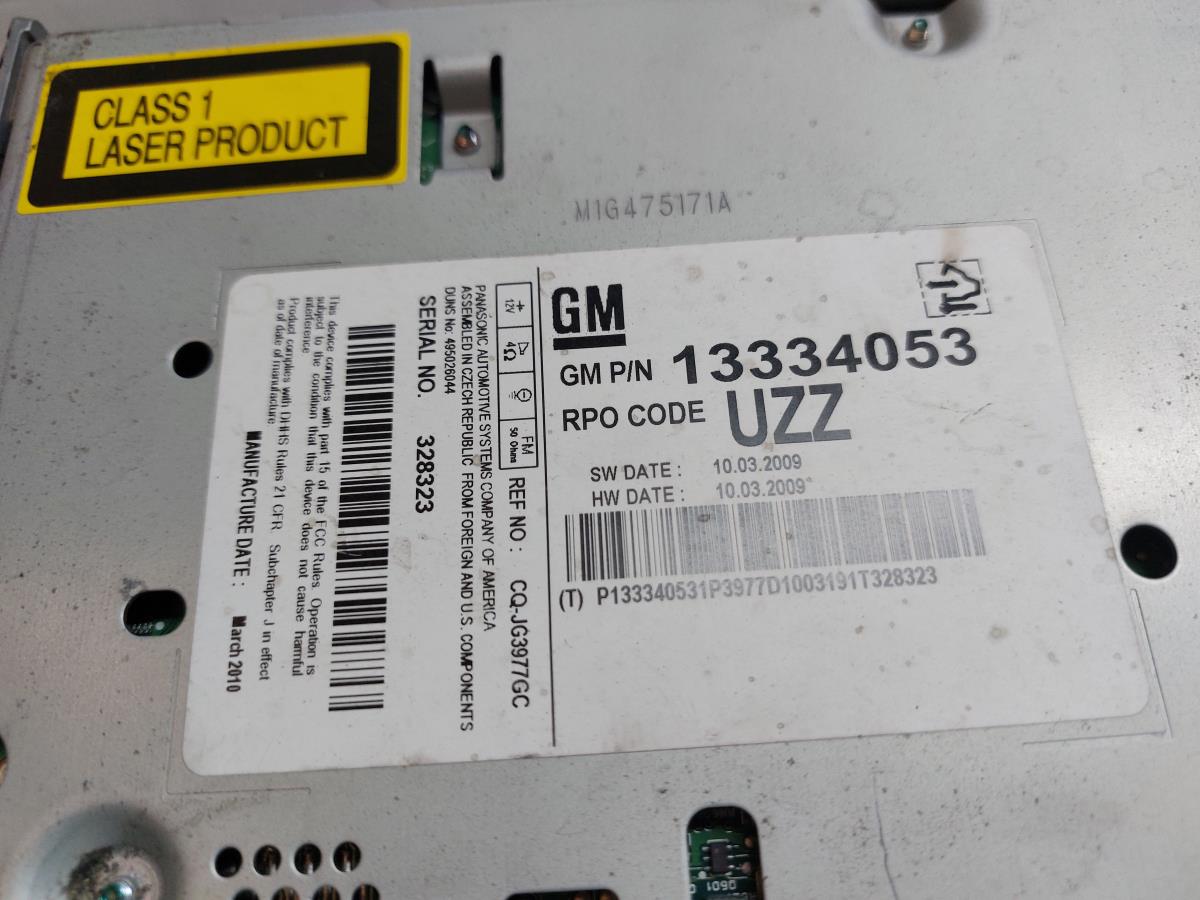 CLASS 1
LASER PRODUCT
M1G475171A
GM
GM P/N 13334053
RPO CODE UZZ
SW DATE : 10.03.2009
HW DATE : 10.03.2009
(T) P133340531P3977D1003191T328323
+ 12V
4Ω
FM 50 Ohms
REF NO : CQ-JG3977GC
PANASONIC AUTOMOTIVE SYSTEMS COMPANY OF AMERICA
ASSEMBLED IN CZECH REPUBLIC FROM FOREIGN AND U.S. COMPONENTS
DUNS No: 495026044
SERIAL NO. 328323
This device complies with part 15 of the FCC Rules. Operation is
subject to the condition that this device does not cause harmful
interference
Product complies with DHHS Rules 21 CFR. Subchapter J in effect
as of date of manufacture.
MANUFACTURE DATE : March 2010
Q501